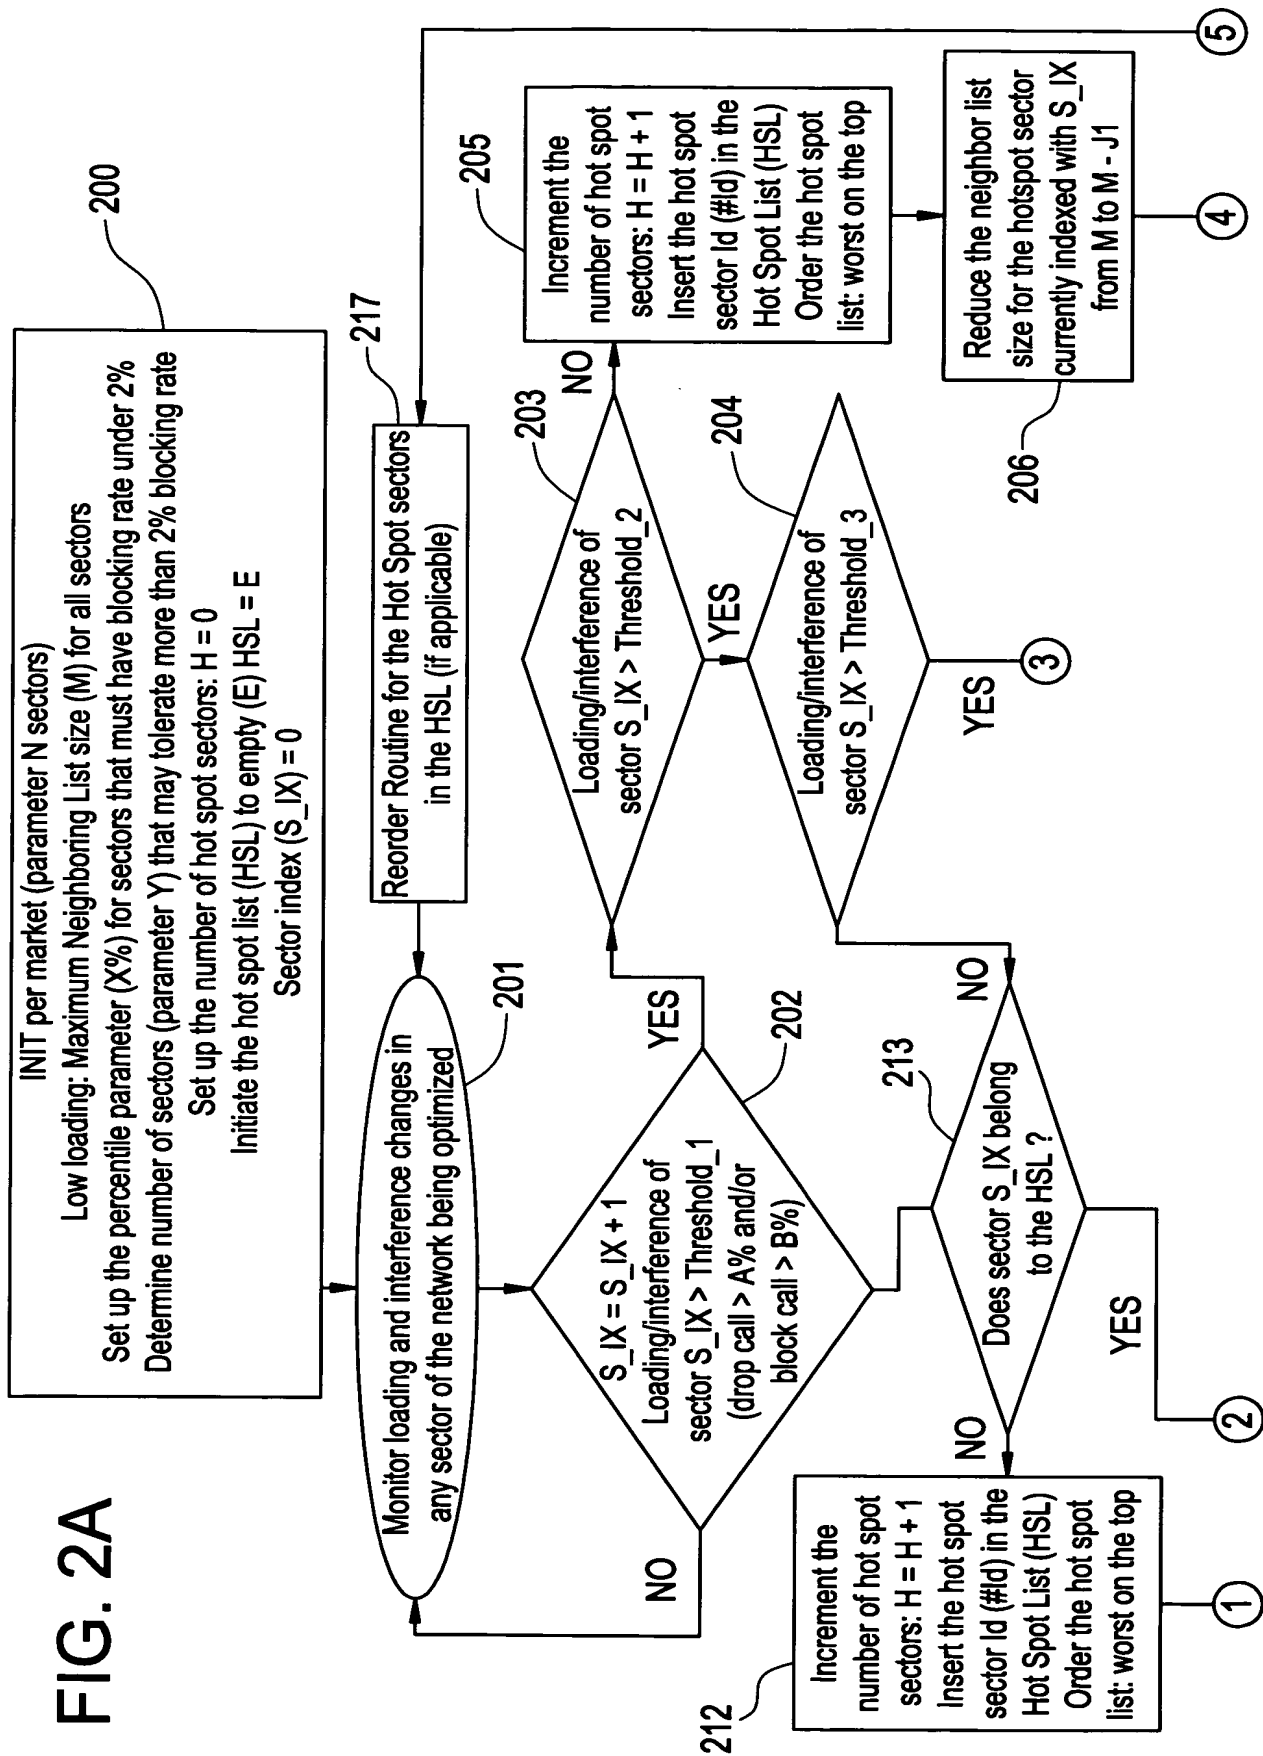 FIG. 2A
INIT per market (parameter N sectors)
Low loading: Maximum Neighboring List size (M) for all sectors
Set up the percentile parameter (X%) for sectors that must have blocking rate under 2%
Determine number of sectors (parameter Y) that may tolerate more than 2% blocking rate
Set up the number of hot spot sectors: H = 0
Initiate the hot spot list (HSL) to empty (E) HSL = E
Sector index (S_IX) = 0
200
Monitor loading and interference changes in
any sector of the network being optimized
201
Reorder Routine for the Hot Spot sectors
in the HSL (if applicable)
217
S_IX = S_IX + 1
Loading/interference of
sector S_IX > Threshold_1
(drop call > A% and/or
block call > B%)
202
NO
YES
Loading/interference of
sector S_IX > Threshold_2
203
NO
YES
Increment the
number of hot spot
sectors: H = H + 1
Insert the hot spot
sector Id (#Id) in the
Hot Spot List (HSL)
Order the hot spot
list: worst on the top
205
Loading/interference of
sector S_IX > Threshold_3
204
YES
3
NO
Reduce the neighbor list
size for the hotspot sector
currently indexed with S_IX
from M to M - J1
206
4
5
Does sector S_IX belong
to the HSL ?
213
NO
YES
2
Increment the
number of hot spot
sectors: H = H + 1
Insert the hot spot
sector Id (#Id) in the
Hot Spot List (HSL)
Order the hot spot
list: worst on the top
212
1